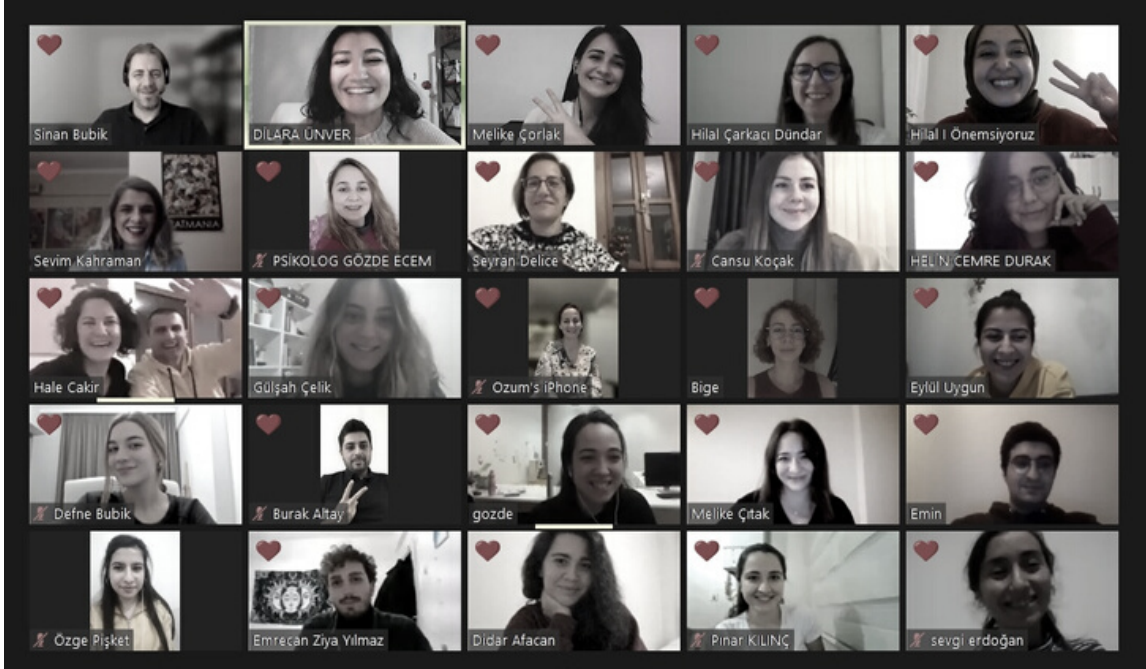 Sinan Bubik
DİLARA ÜNVER
Melike Çorlak
Hilal Çarkacı Dündar
Hilal I Önemsiyoruz
ATMANIA
Sevim Kahraman
PSİKOLOG GÖZDE ECEM
Seyran Delice
Cansu Koçak
HELİN CEMRE DURAK
Hale Cakir
Gülşah Çelik
Ozum's iPhone
Bige
Eylül Uygun
Defne Bubik
Burak Altay
gozde
Melike Çıtak
Emin
Özge Pişket
Emrecan Ziya Yılmaz
Didar Afacan
Pınar KILINÇ
sevgi erdoğan